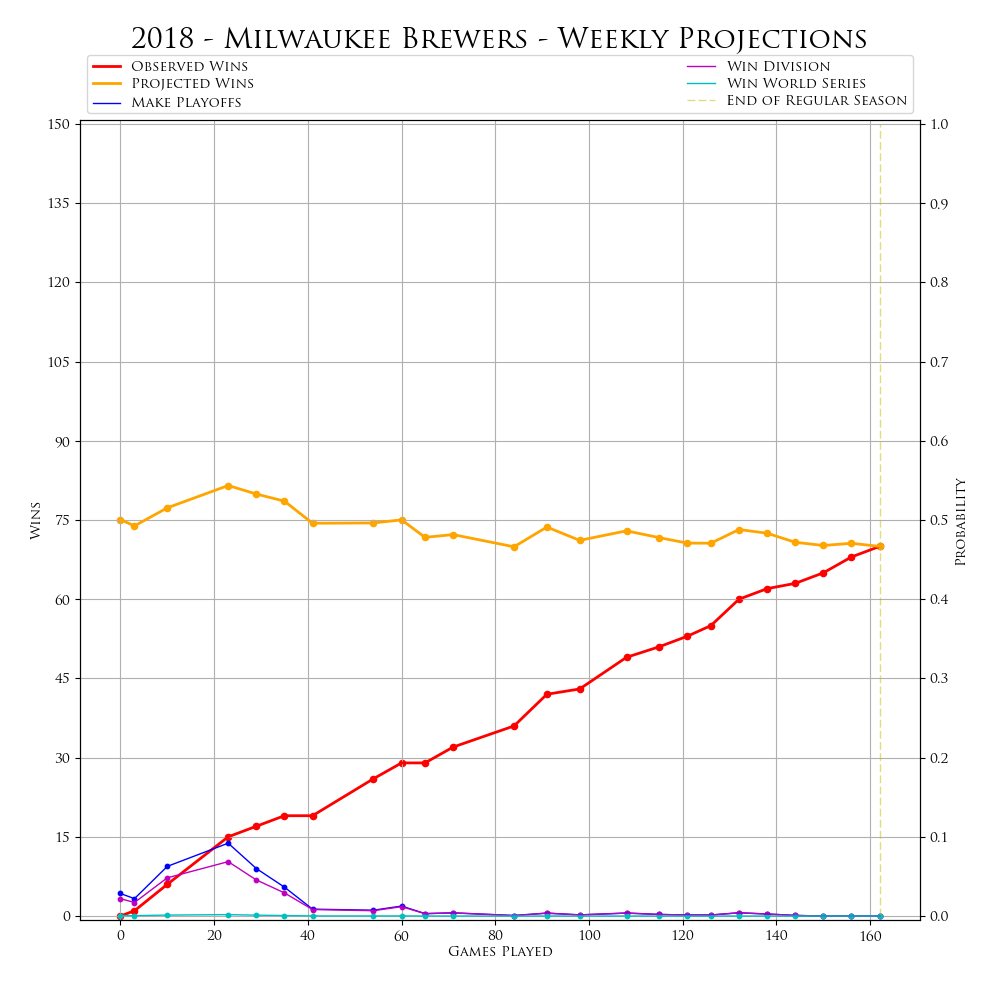 2018 - Milwaukee Brewers - Weekly Projections
Observed Wins
Projected Wins
Make Playoffs
Win Division
Win World Series
End of Regular Season
150
135
120
105
90
75
60
45
30
15
0
Wins
1.0
0.9
0.8
0.7
0.6
0.5
0.4
0.3
0.2
0.1
0.0
Probability
0 20 40 60 80 100 120 140 160
Games Played